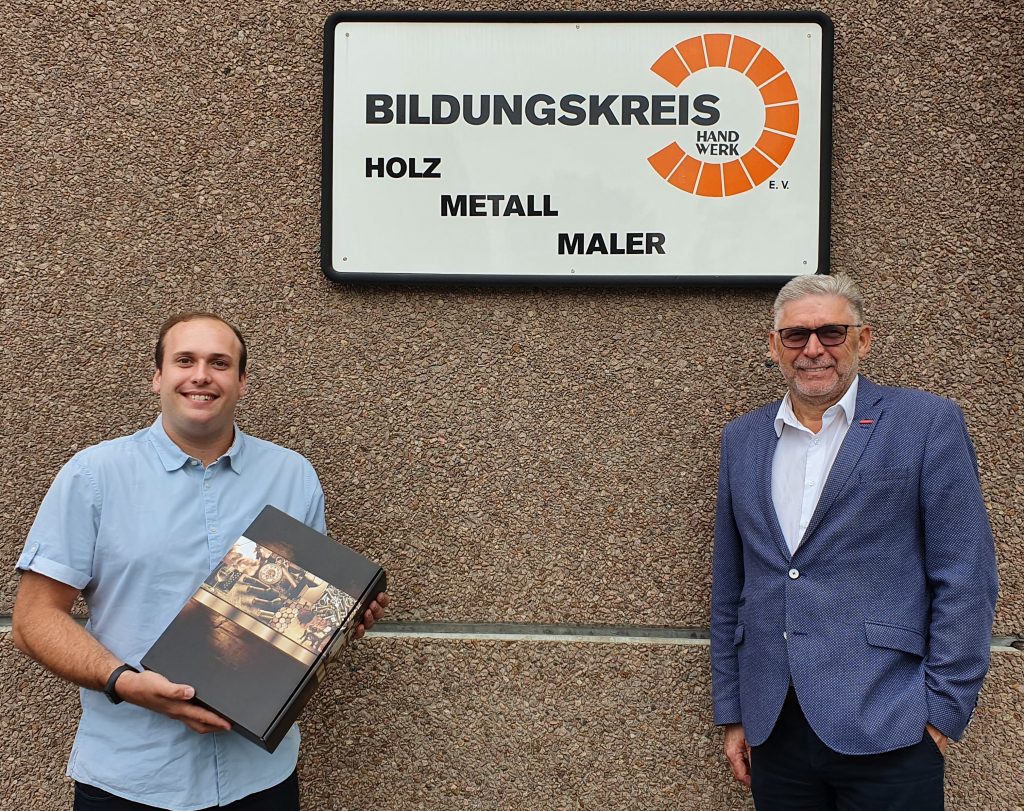 BILDUNGSKREIS
HAND
WERK
E. V.
HOLZ
METALL
MALER